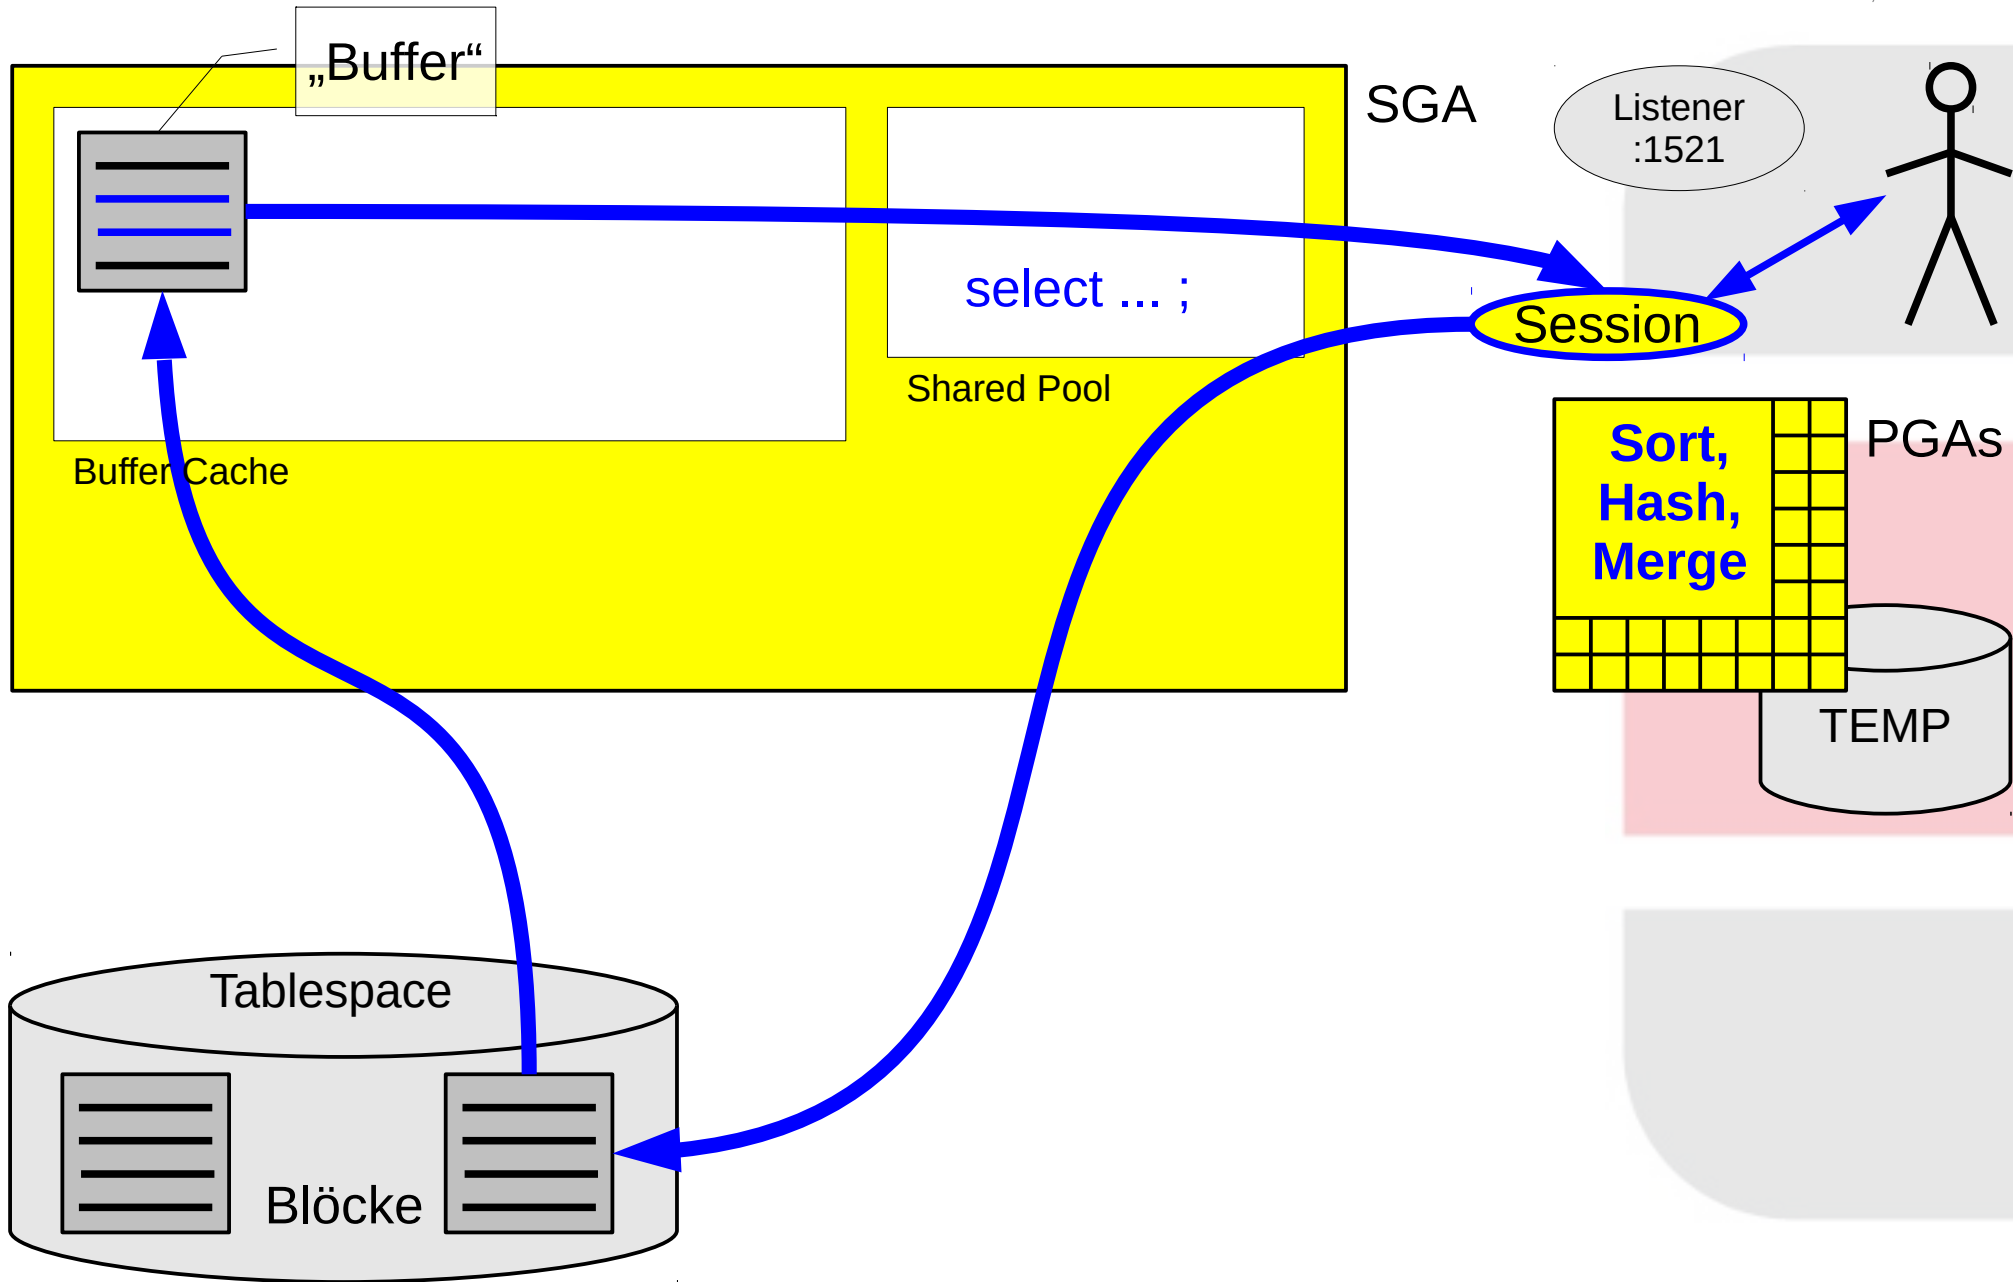 „Buffer“
SGA
Listener
:1521
select ... ;
Session
Shared Pool
Buffer Cache
Sort,
Hash,
Merge
PGAs
TEMP
Tablespace
Blöcke